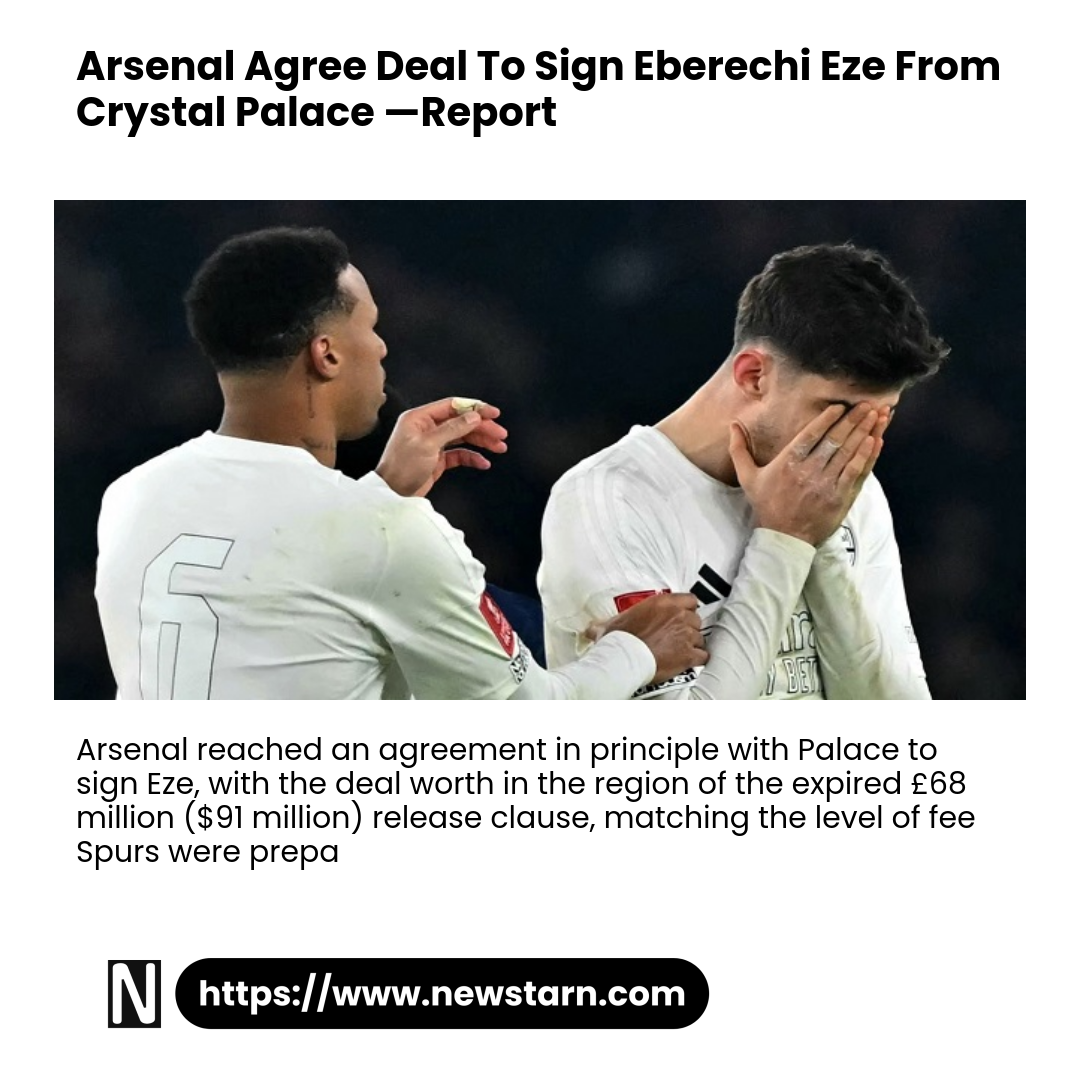 Arsenal Agree Deal To Sign Eberechi Eze From
Crystal Palace —Report
6
Arsenal reached an agreement in principle with Palace to
sign Eze, with the deal worth in the region of the expired £68
million ($91 million) release clause, matching the level of fee
Spurs were prepa
N
https://www.newstarn.com